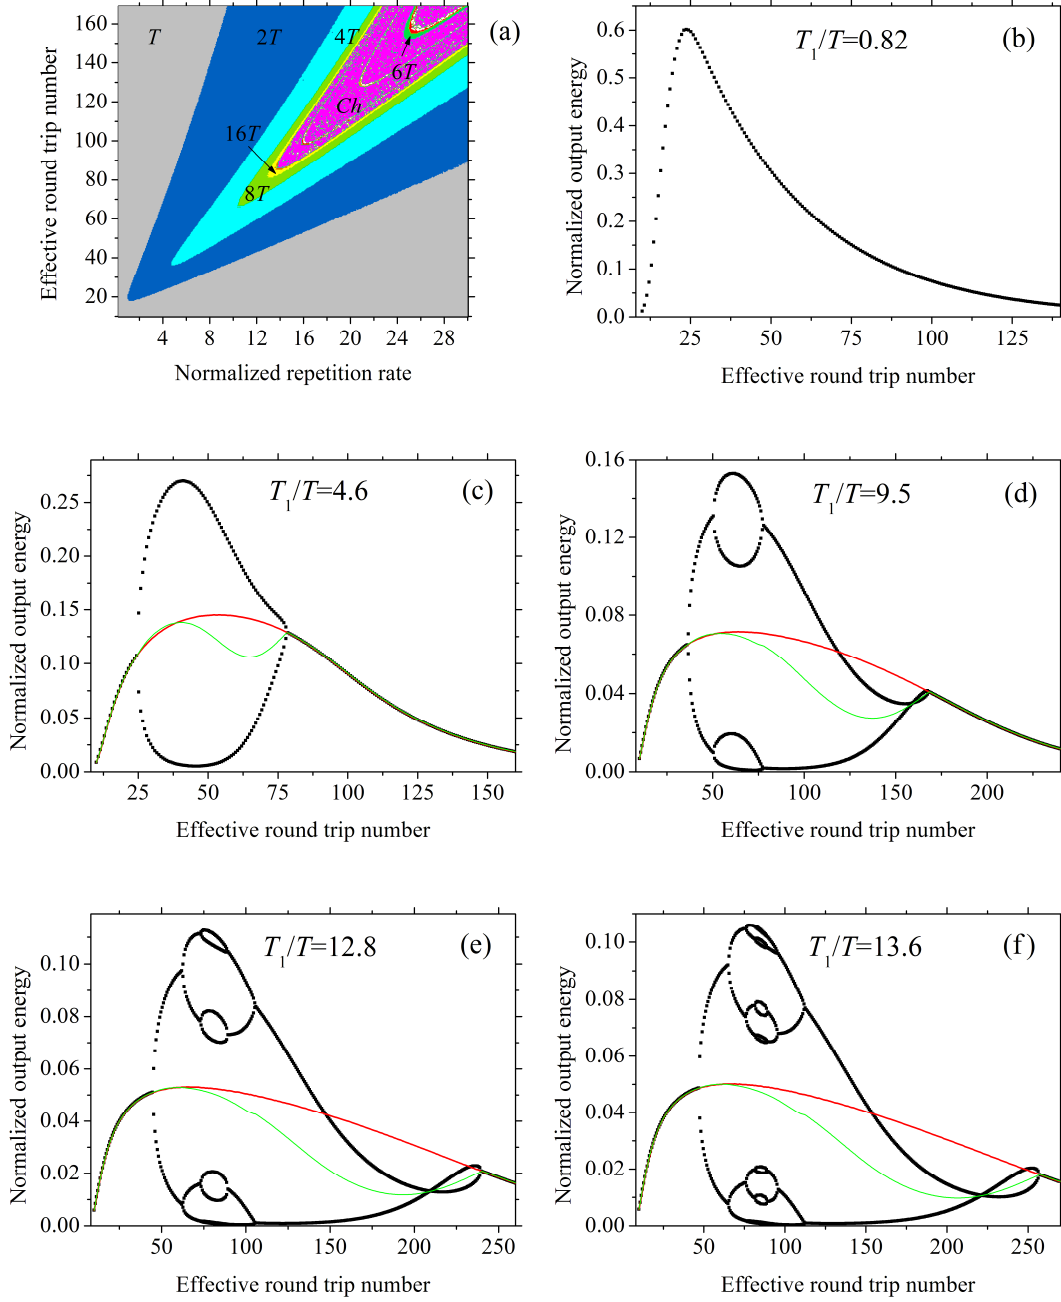 (a)
T
2T
4T
6T
Ch
16T
8T
160
140
120
100
80
60
40
20
4 8 12 16 20 24 28
Effective round trip number
Normalized repetition rate
(b)
T1/T=0.82
0.6
0.5
0.4
0.3
0.2
0.1
0.0
25 50 75 100 125
Normalized output energy
Effective round trip number
(c)
T1/T=4.6
0.25
0.20
0.15
0.10
0.05
0.00
25 50 75 100 125 150
Normalized output energy
Effective round trip number
(d)
T1/T=9.5
0.16
0.12
0.08
0.04
0.00
50 100 150 200
Normalized output energy
Effective round trip number
(e)
T1/T=12.8
0.10
0.08
0.06
0.04
0.02
0.00
50 100 150 200 250
Normalized output energy
Effective round trip number
(f)
T1/T=13.6
0.10
0.08
0.06
0.04
0.02
0.00
50 100 150 200 250
Normalized output energy
Effective round trip number